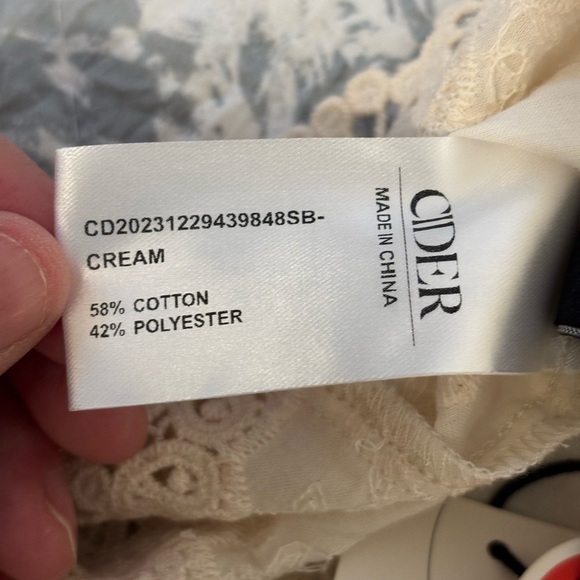 CD20231229439848SB-
CREAM
58% COTTON
42% POLYESTER
MADE IN CHINA
CIDER